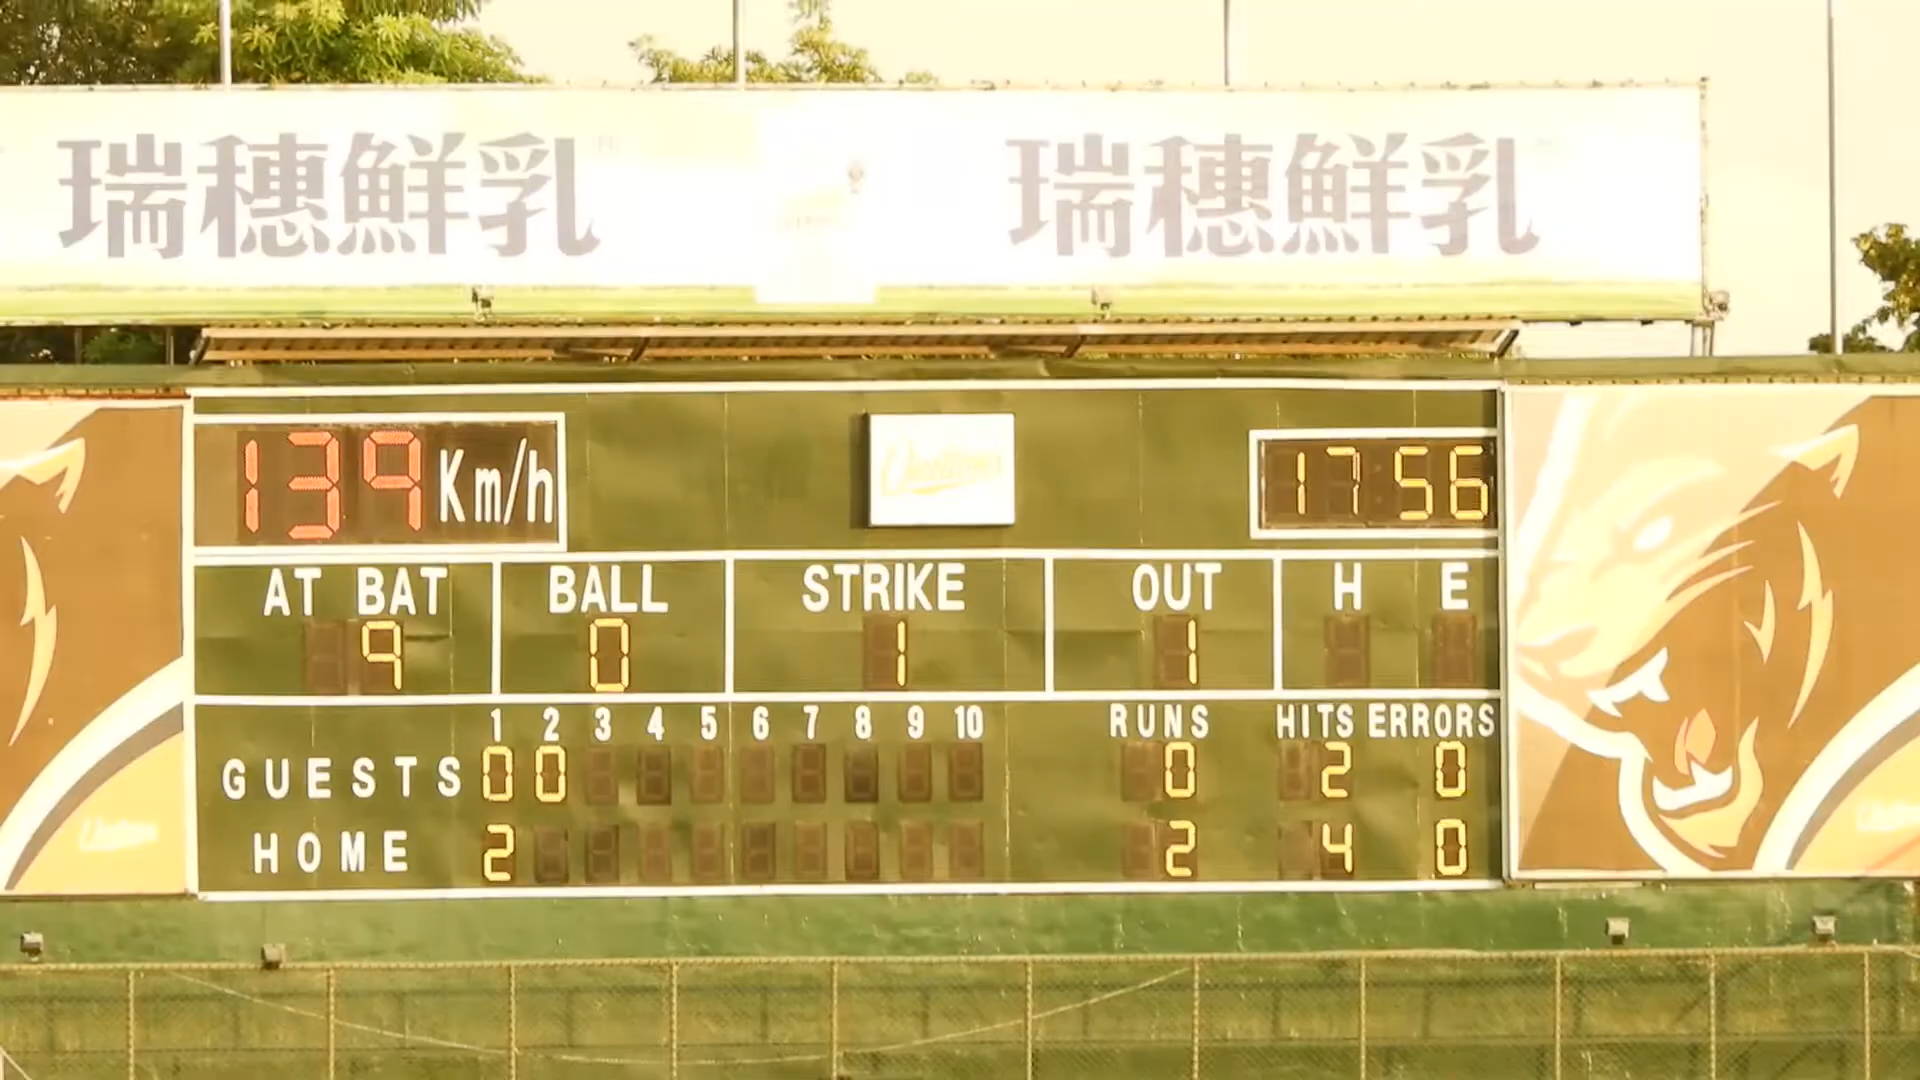 瑞穗鮮乳 瑞穗鮮乳
139 Km/h 17 56
AT BAT BALL STRIKE OUT H E
9 0 1 1
1 2 3 4 5 6 7 8 9 10 RUNS HITS ERRORS
GUESTS 0 0 0 2 0
HOME 2 2 4 0